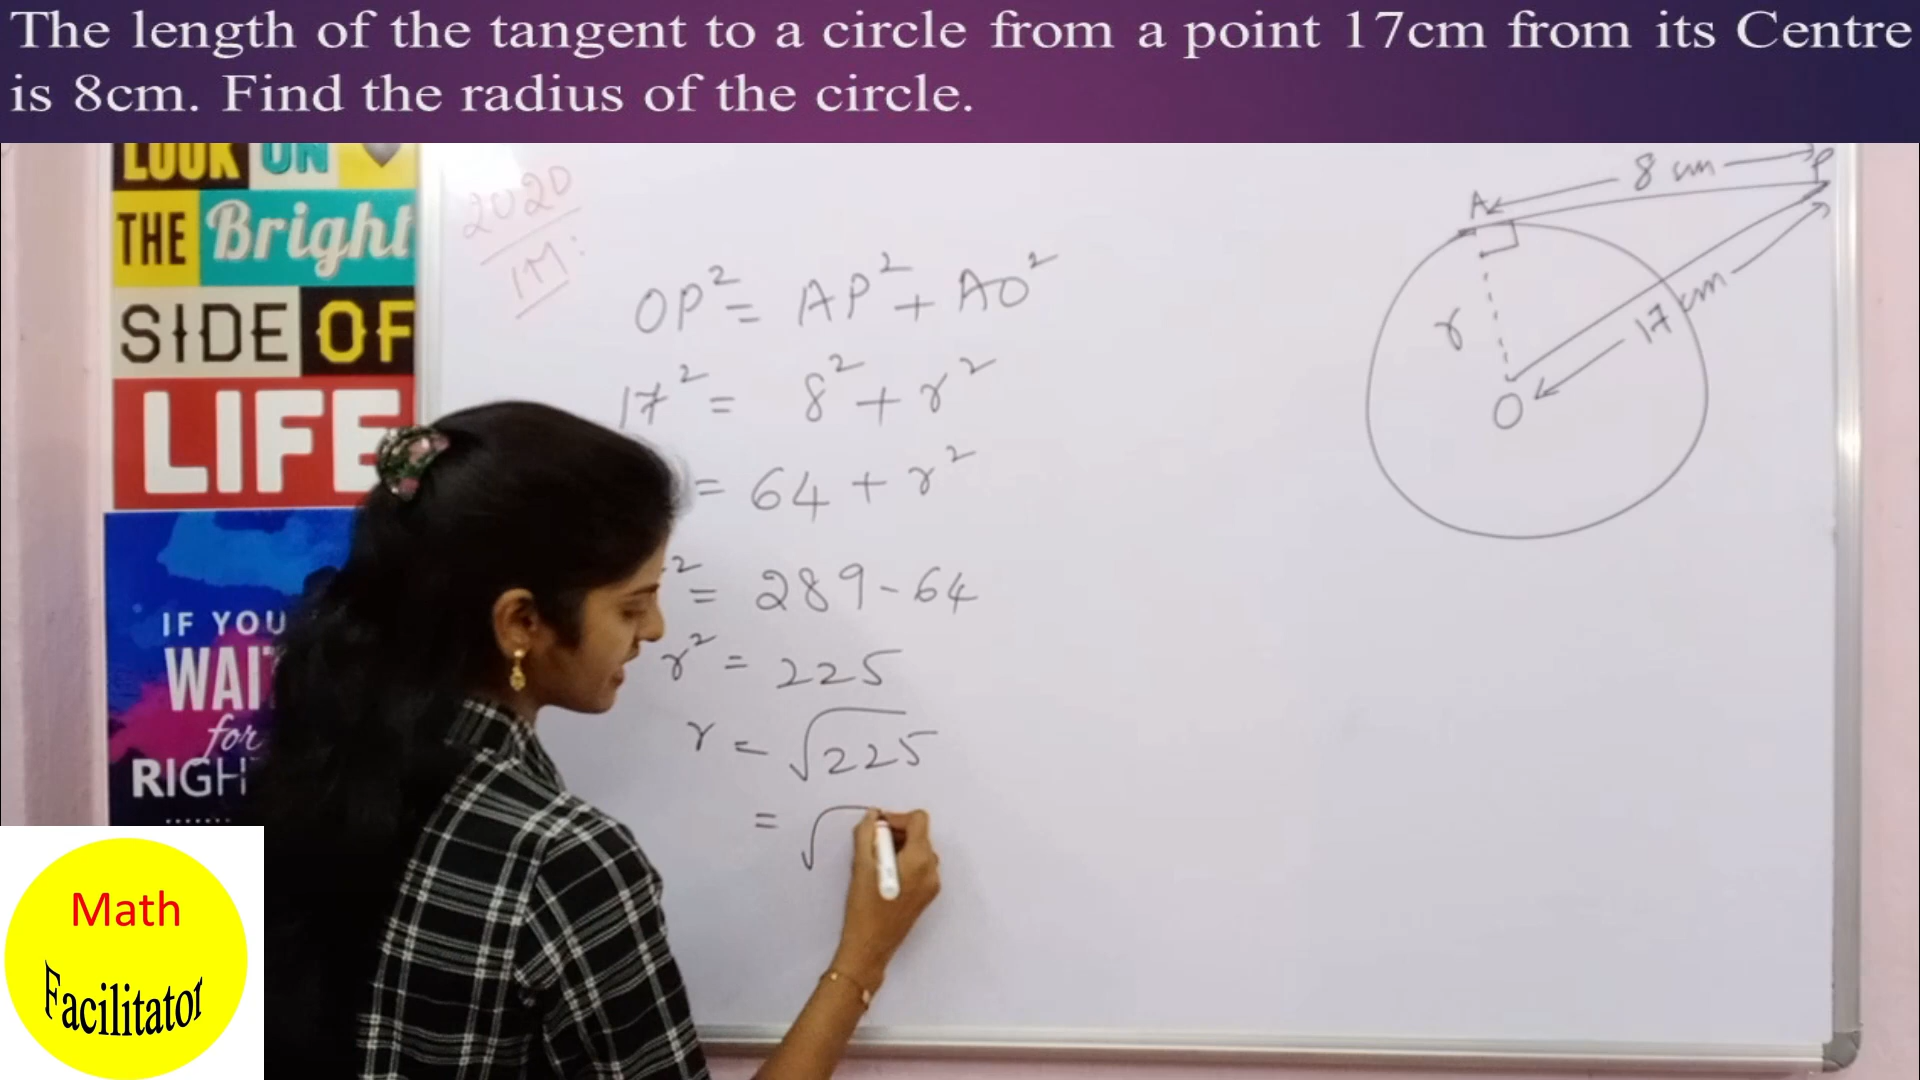 The length of the tangent to a circle from a point 17cm from its Centre
is 8cm. Find the radius of the circle.
LOOK ON
THE Bright
SIDE OF
LIFE
IF YOU
WAIT
for
RIGH
2020
1M:
OP² = AP² + AO²
17² = 8² + r²
= 64 + r²
² = 289 - 64
r² = 225
r = √225
= √
8 cm
P
A
r
17 cm
O
Math
Facilitator